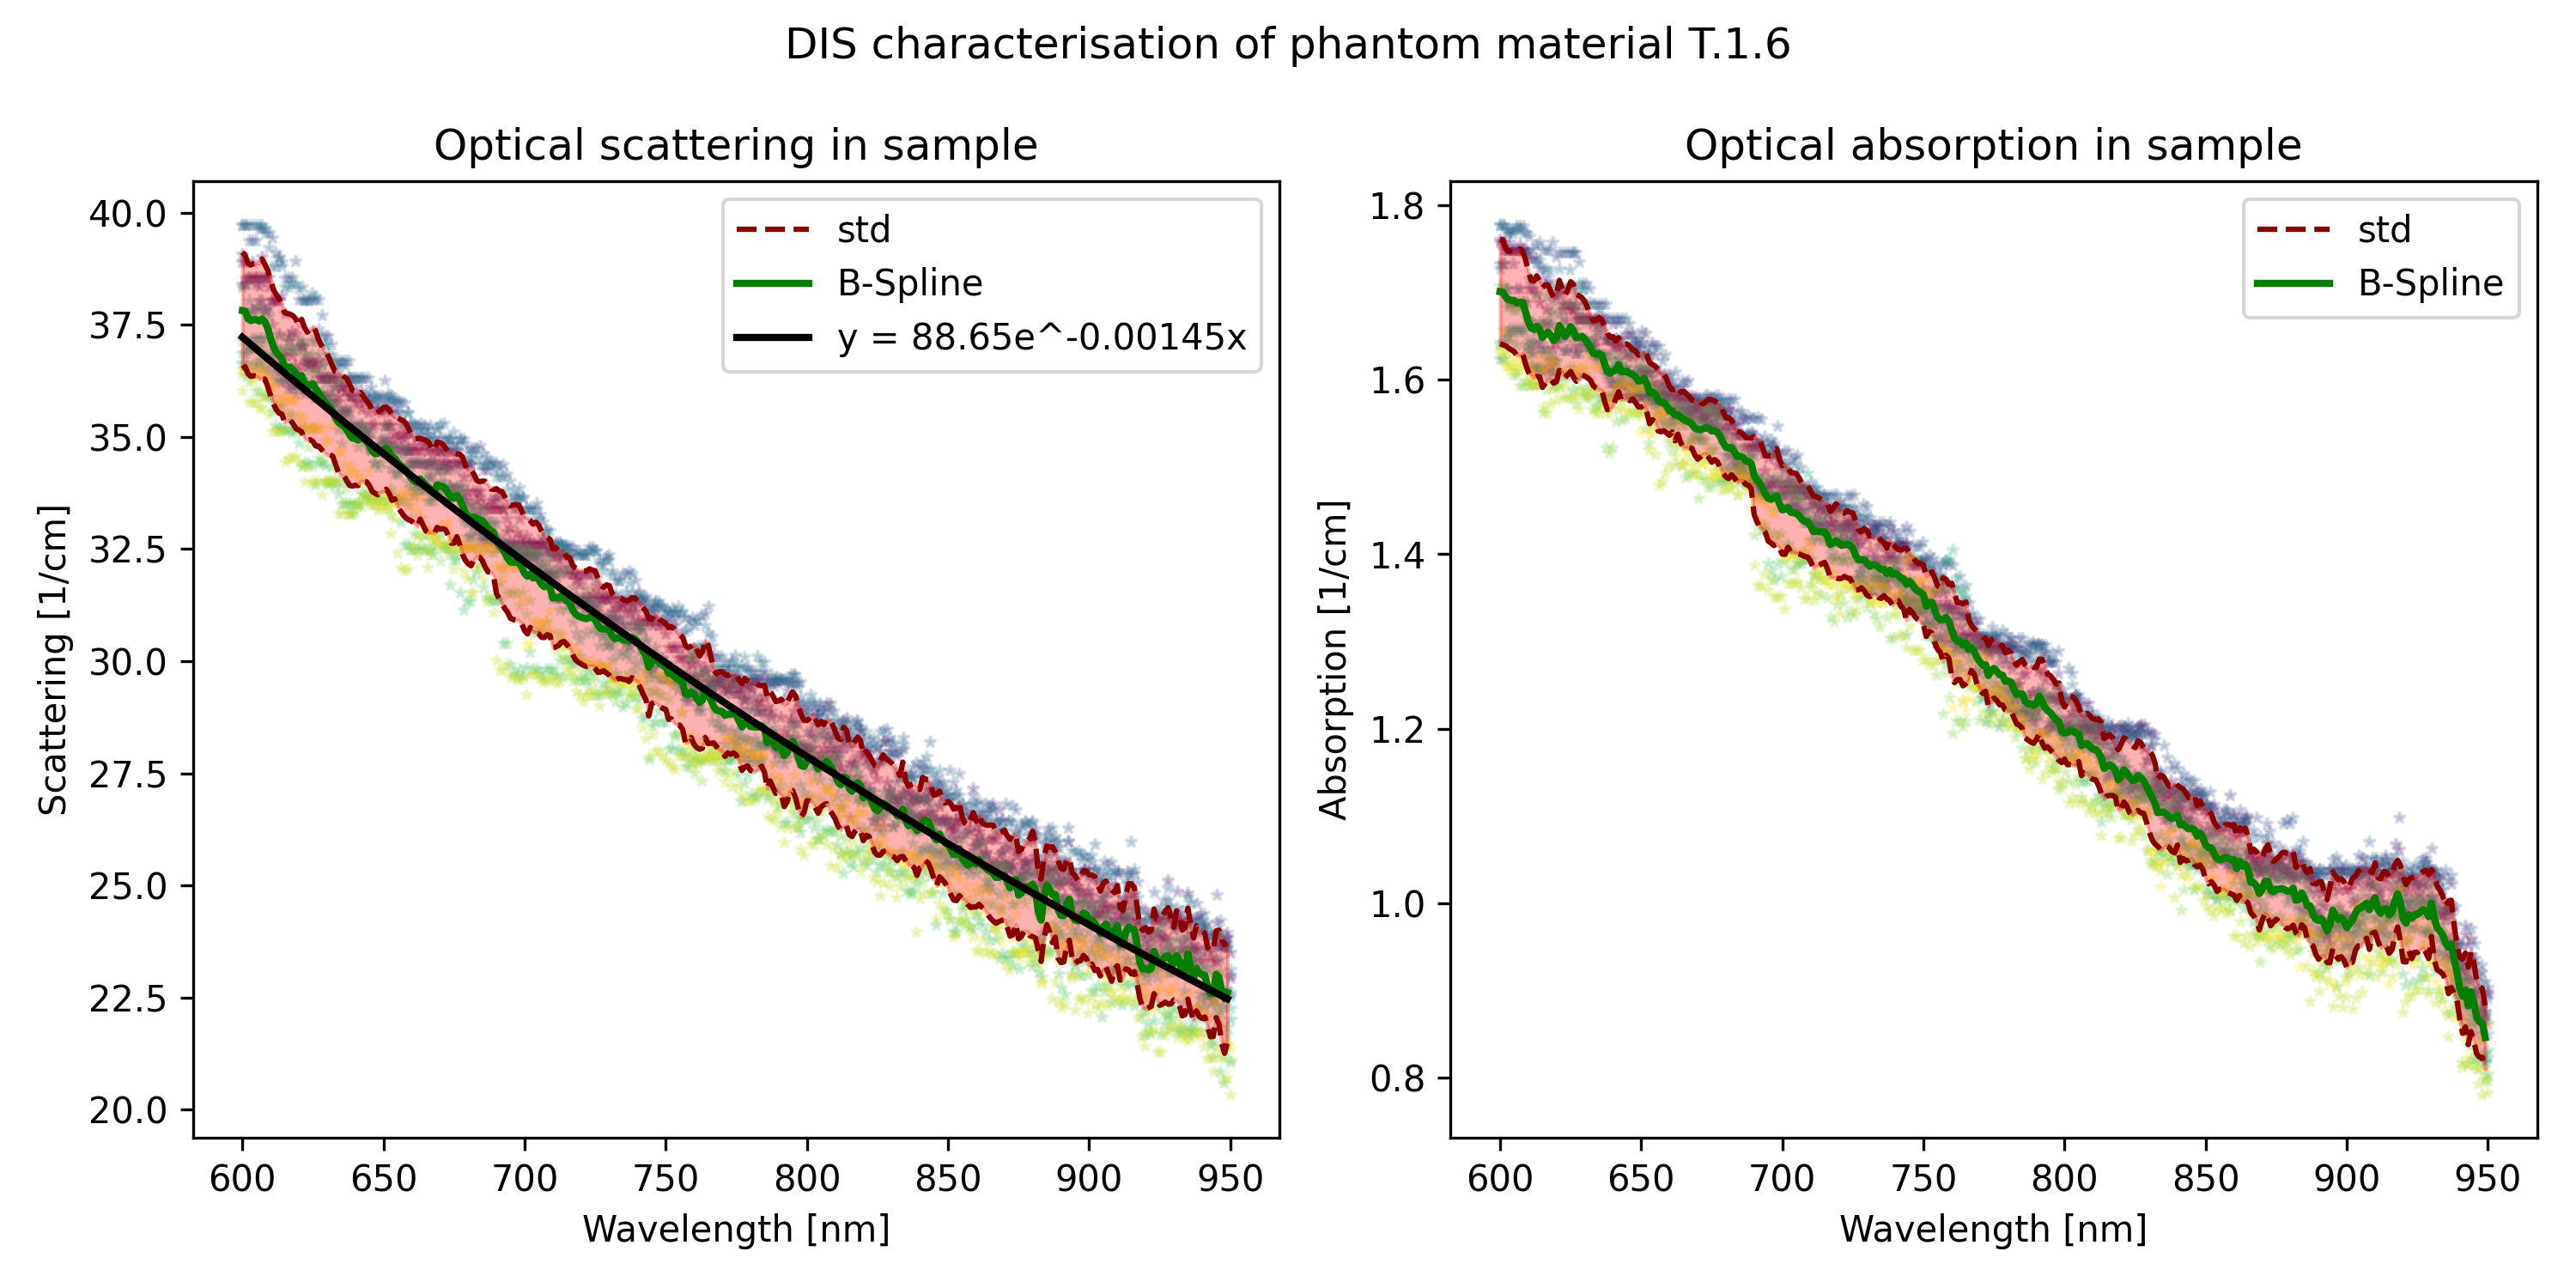 DIS characterisation of phantom material T.1.6
Optical scattering in sample
40.0
37.5
35.0
32.5
30.0
27.5
25.0
22.5
20.0
Scattering [1/cm]
std
B-Spline
y = 88.65e^-0.00145x
600 650 700 750 800 850 900 950
Wavelength [nm]
Optical absorption in sample
1.8
1.6
1.4
1.2
1.0
0.8
Absorption [1/cm]
std
B-Spline
600 650 700 750 800 850 900 950
Wavelength [nm]